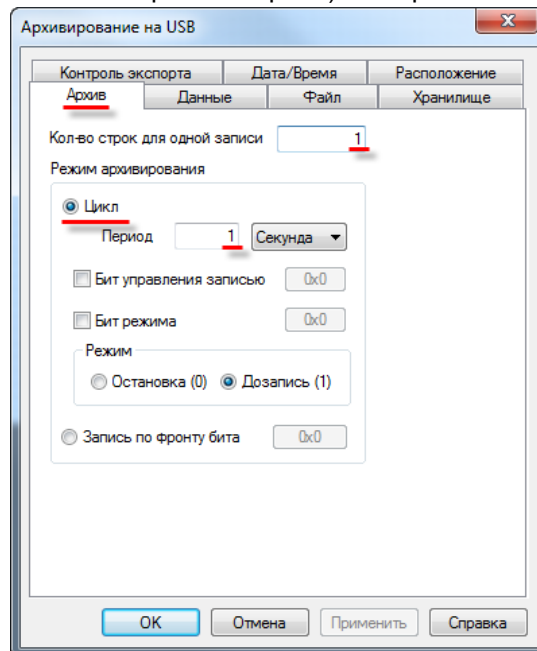 Архивирование на USB
Контроль экспорта Дата/Время Расположение
Архив Данные Файл Хранилище
Кол-во строк для одной записи 1
Режим архивирования
Цикл
Период 1 Секунда
Бит управления записью 0x0
Бит режима 0x0
Режим
Остановка (0) Дозапись (1)
Запись по фронту бита 0x0
OK Отмена Применить Справка